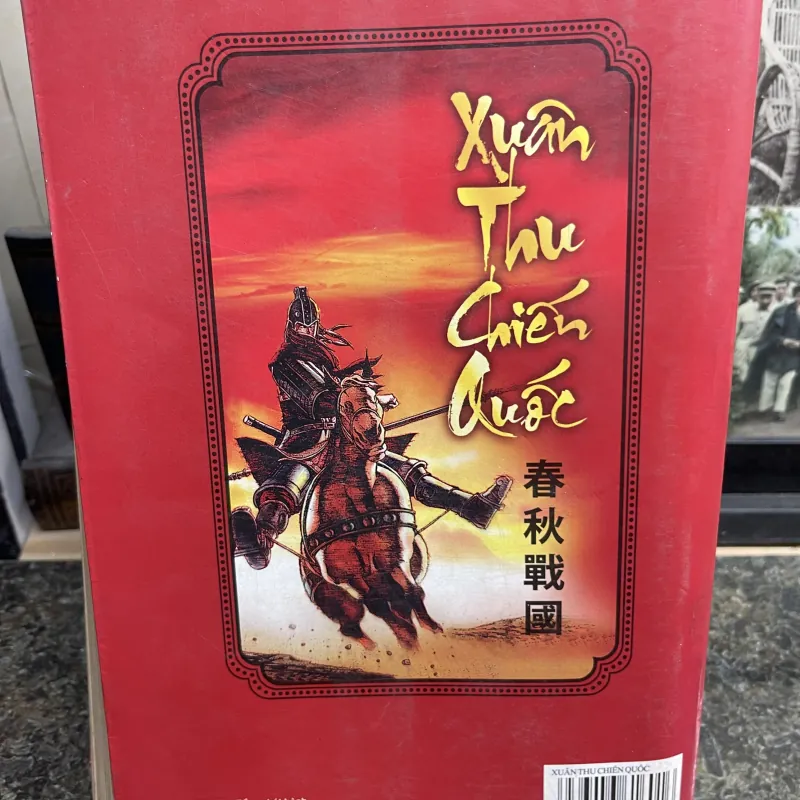 Xuân
Thu
Chiến
Quốc
春秋戰國
XUÂN THU CHIẾN QUỐC